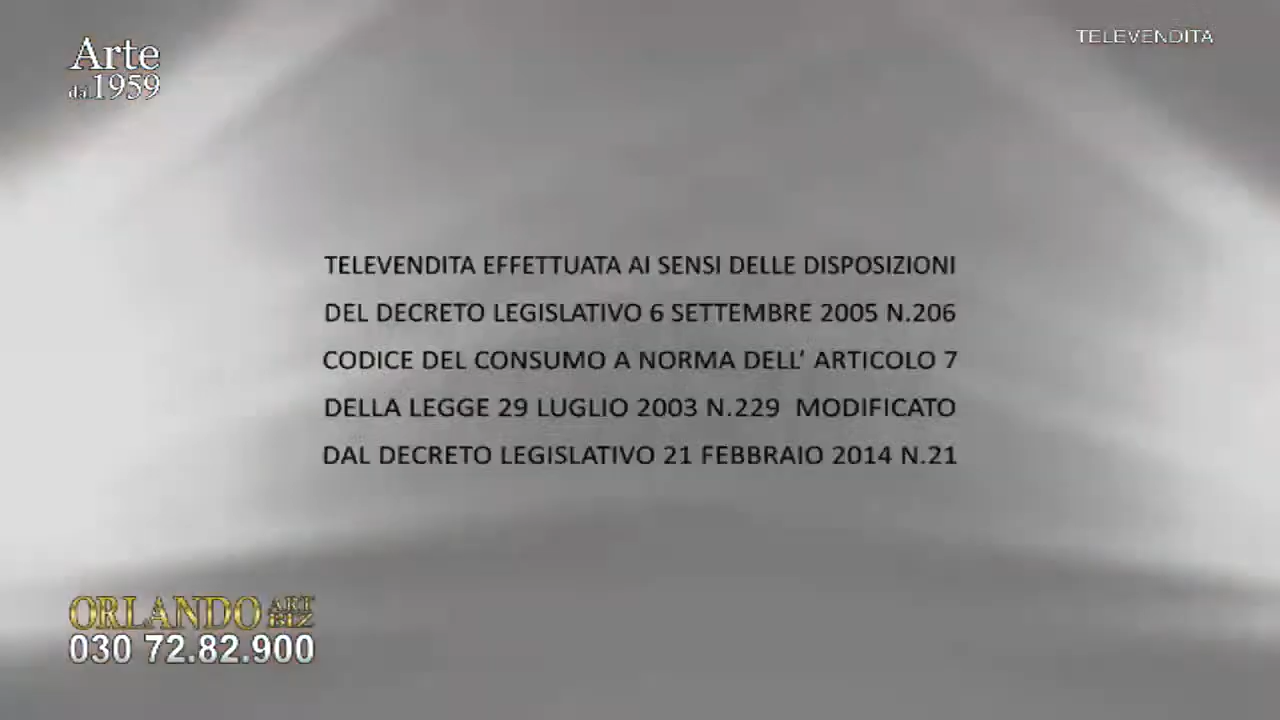 Arte
dal 1959
TELEVENDITA
TELEVENDITA EFFETTUATA AI SENSI DELLE DISPOSIZIONI
DEL DECRETO LEGISLATIVO 6 SETTEMBRE 2005 N.206
CODICE DEL CONSUMO A NORMA DELL’ ARTICOLO 7
DELLA LEGGE 29 LUGLIO 2003 N.229 MODIFICATO
DAL DECRETO LEGISLATIVO 21 FEBBRAIO 2014 N.21
ORLANDO ART BIZ
030 72.82.900